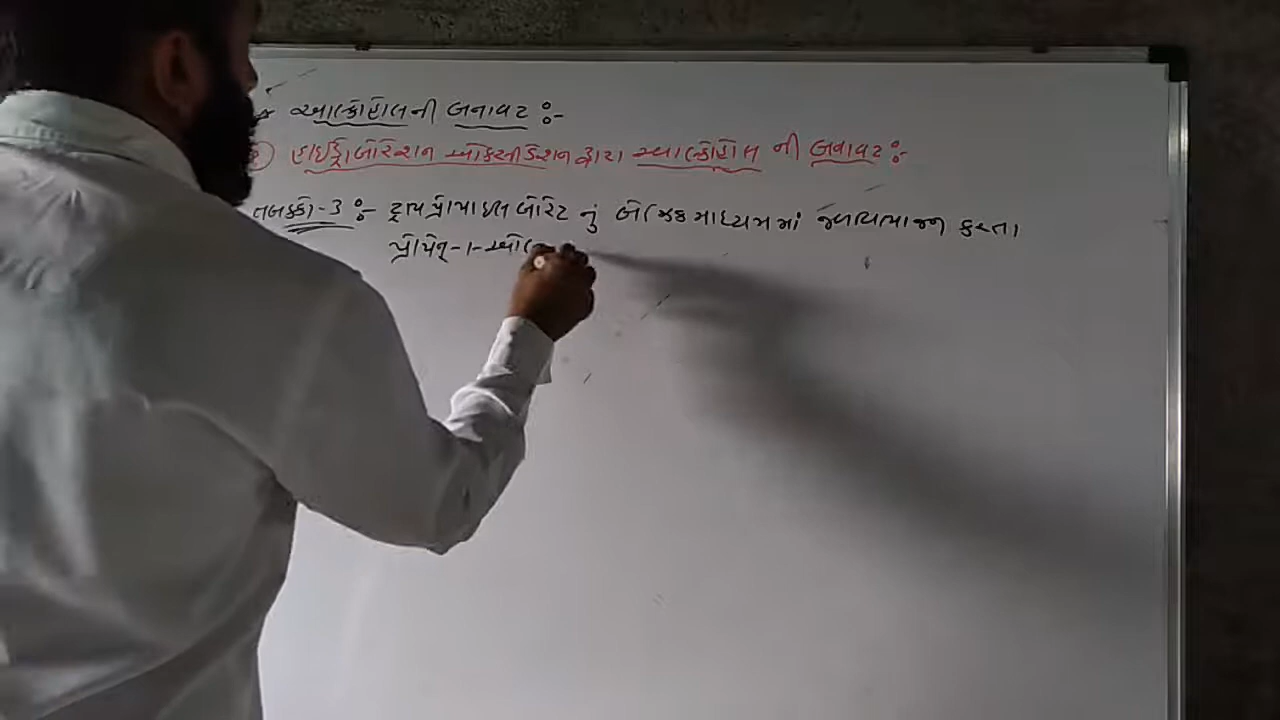 * આલ્કોહોલની બનાવટ :-
હાઇડ્રોબોરેશન ઓક્સિડેશન દ્વારા આલ્કોહોલ ની બનાવટ :-
તબક્કો-3 :- ટ્રાયપ્રોપાઇલ બોરેટ નું બેઝિક માધ્યમમાં જળવિભાજન કરતા
પ્રોપેન્-1-ઓલ